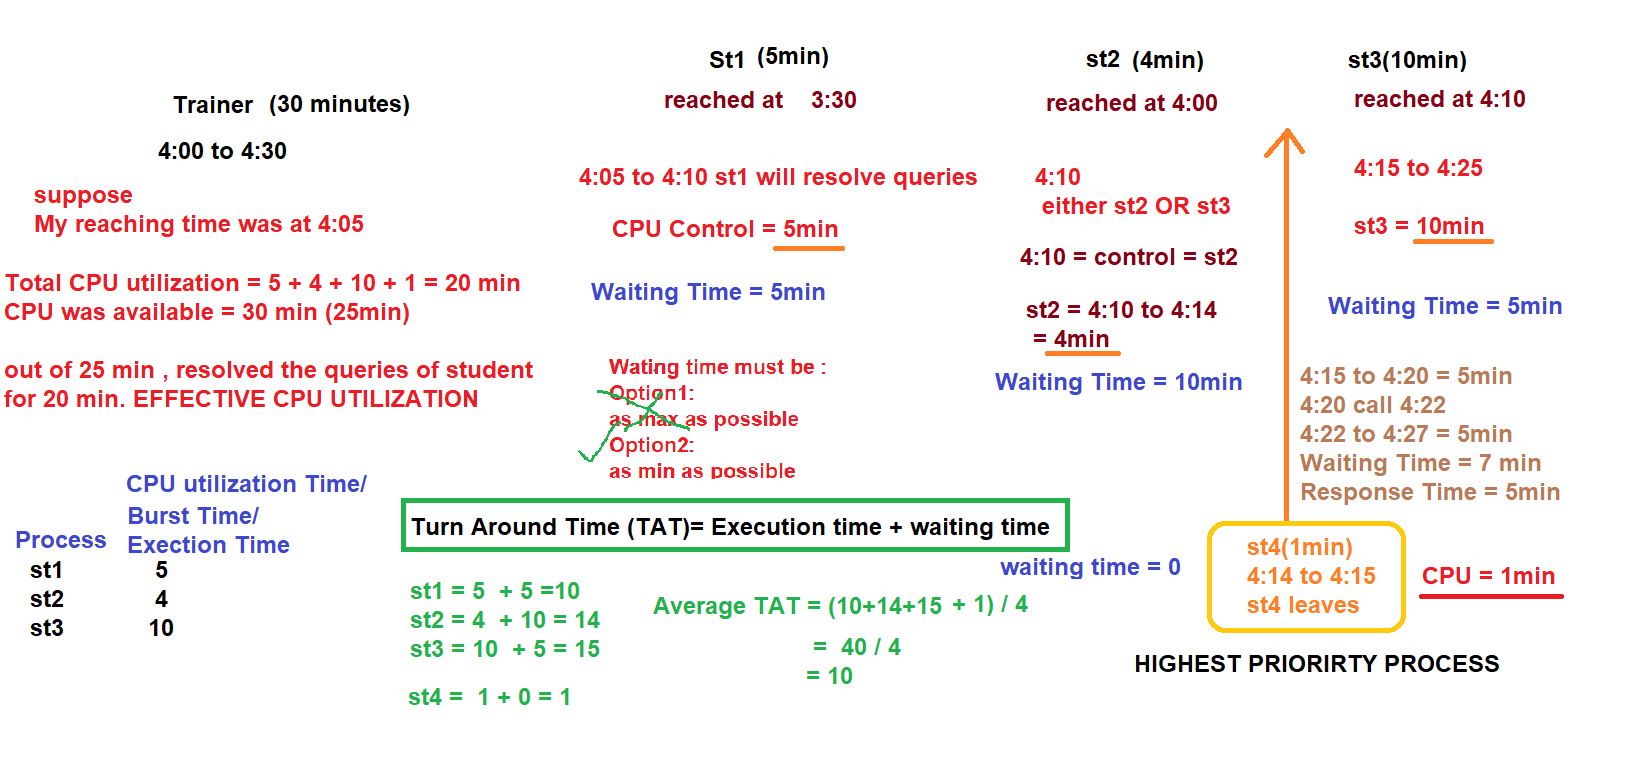 Trainer (30 minutes)
4:00 to 4:30
suppose
My reaching time was at 4:05
Total CPU utilization = 5 + 4 + 10 + 1 = 20 min
CPU was available = 30 min (25min)
out of 25 min , resolved the queries of student
for 20 min. EFFECTIVE CPU UTILIZATION
St1 (5min)
reached at 3:30
4:05 to 4:10 st1 will resolve queries
CPU Control = 5min
Waiting Time = 5min
Wating time must be :
Option1:
as max as possible
Option2:
as min as possible
st2 (4min)
reached at 4:00
4:10
either st2 OR st3
4:10 = control = st2
st2 = 4:10 to 4:14
= 4min
Waiting Time = 10min
st3(10min)
reached at 4:10
4:15 to 4:25
st3 = 10min
Waiting Time = 5min
4:15 to 4:20 = 5min
4:20 call 4:22
4:22 to 4:27 = 5min
Waiting Time = 7 min
Response Time = 5min
CPU utilization Time/
Burst Time/
Process Exection Time
st1 5
st2 4
st3 10
Turn Around Time (TAT)= Execution time + waiting time
st1 = 5 + 5 =10
st2 = 4 + 10 = 14
st3 = 10 + 5 = 15
st4 = 1 + 0 = 1
Average TAT = (10+14+15 + 1) / 4
= 40 / 4
= 10
waiting time = 0
st4(1min)
4:14 to 4:15
st4 leaves
CPU = 1min
HIGHEST PRIORIRTY PROCESS